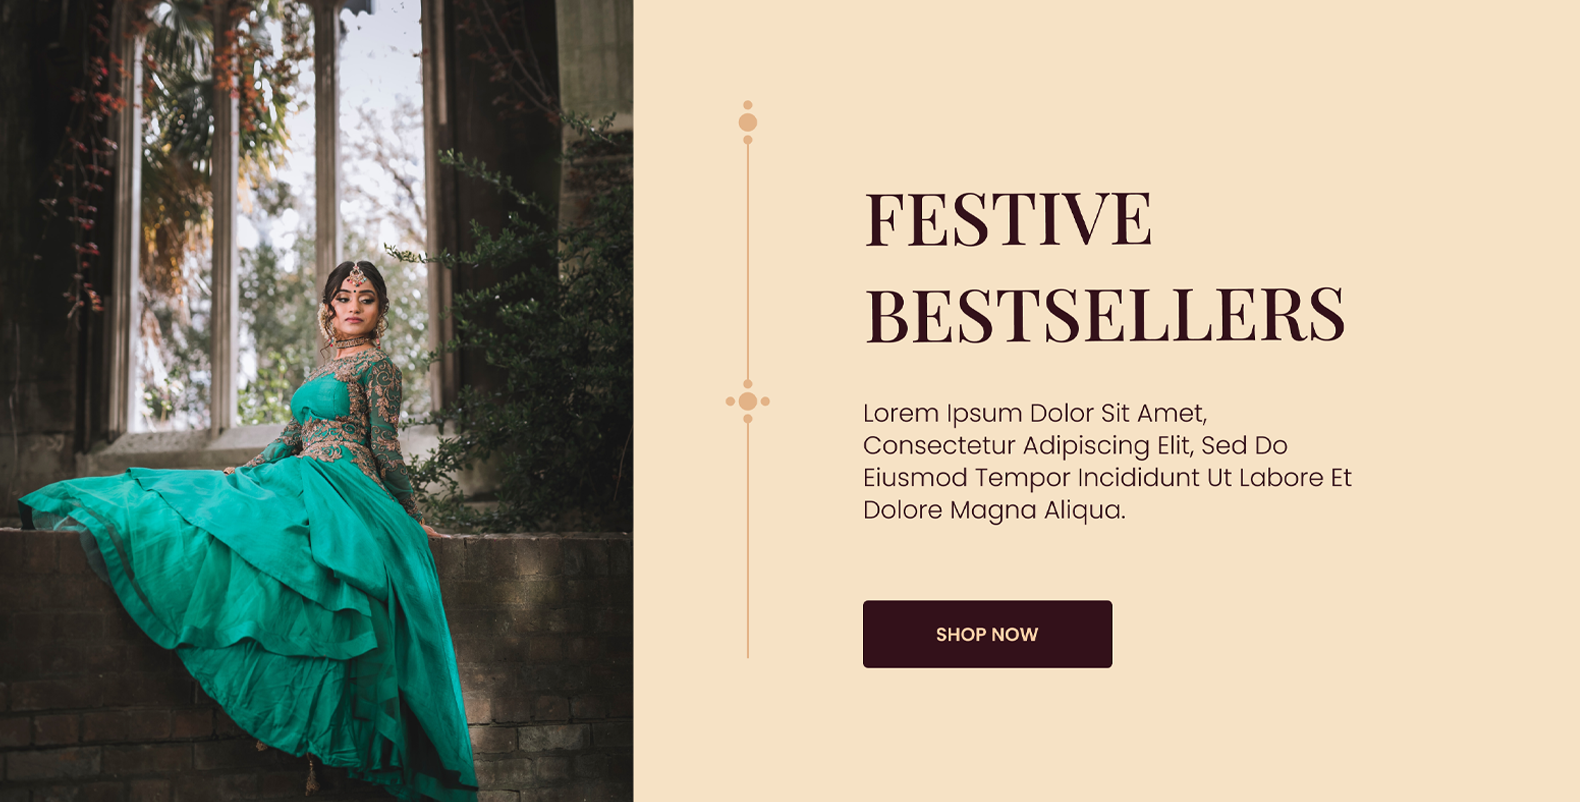 FESTIVE
BESTSELLERS
Lorem Ipsum Dolor Sit Amet,
Consectetur Adipiscing Elit, Sed Do
Eiusmod Tempor Incididunt Ut Labore Et
Dolore Magna Aliqua.
SHOP NOW